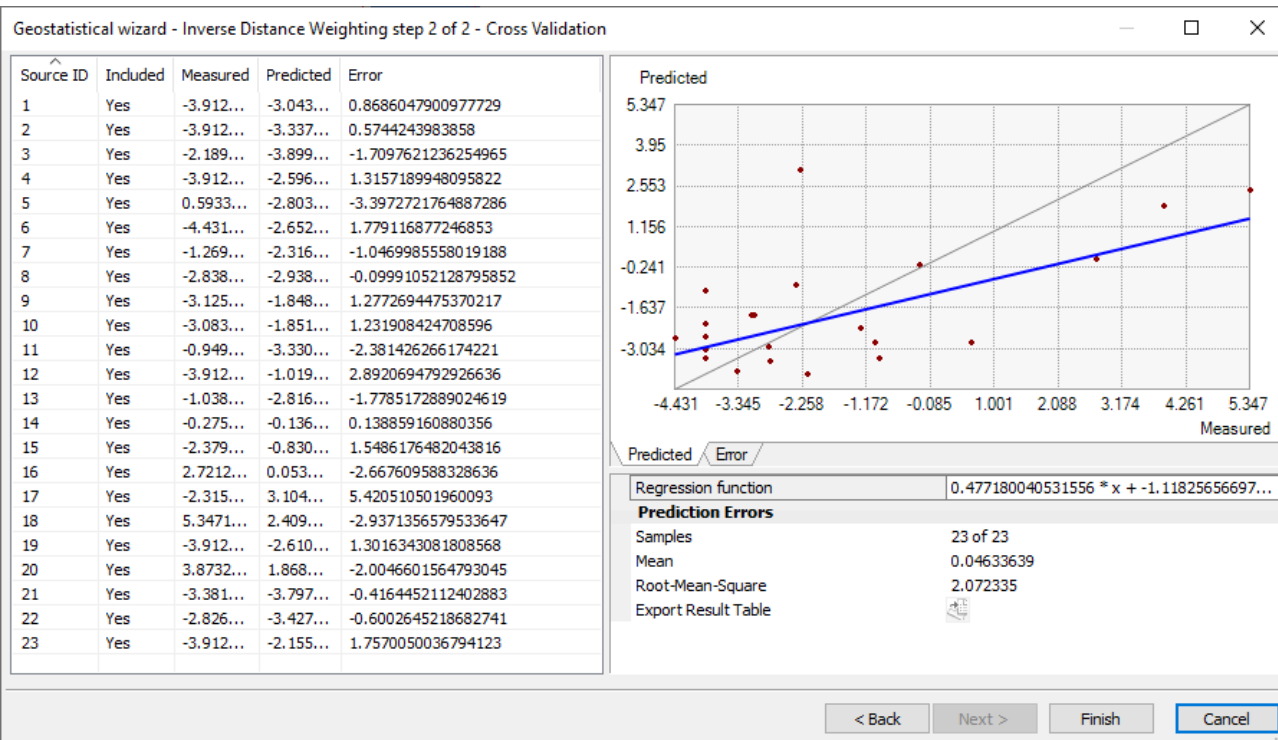 Geostatistical wizard - Inverse Distance Weighting step 2 of 2 - Cross Validation
Source ID Included Measured Predicted Error
1 Yes -3.912... -3.043... 0.8686047900977729
2 Yes -3.912... -3.337... 0.5744243983858
3 Yes -2.189... -3.899... -1.7097621236254965
4 Yes -3.912... -2.596... 1.3157189948095822
5 Yes 0.5933... -2.803... -3.3972721764887286
6 Yes -4.431... -2.652... 1.779116877246853
7 Yes -1.269... -2.316... -1.0469985558019188
8 Yes -2.838... -2.938... -0.09991052128795852
9 Yes -3.125... -1.848... 1.2772694475370217
10 Yes -3.083... -1.851... 1.231908424708596
11 Yes -0.949... -3.330... -2.381426266174221
12 Yes -3.912... -1.019... 2.8920694792926636
13 Yes -1.038... -2.816... -1.7785172889024619
14 Yes -0.275... -0.136... 0.138859160880356
15 Yes -2.379... -0.830... 1.5486176482043816
16 Yes 2.7212... 0.053... -2.667609588328636
17 Yes -2.315... 3.104... 5.420510501960093
18 Yes 5.3471... 2.409... -2.9371356579533647
19 Yes -3.912... -2.610... 1.3016343081808568
20 Yes 3.8732... 1.868... -2.0046601564793045
21 Yes -3.381... -3.797... -0.4164452112402883
22 Yes -2.826... -3.427... -0.6002645218682741
23 Yes -3.912... -2.155... 1.7570050036794123
Predicted
5.347
3.95
2.553
1.156
-0.241
-1.637
-3.034
-4.431 -3.345 -2.258 -1.172 -0.085 1.001 2.088 3.174 4.261 5.347
Measured
Predicted Error
Regression function 0.477180040531556 * x + -1.11825656697...
Prediction Errors
Samples 23 of 23
Mean 0.04633639
Root-Mean-Square 2.072335
Export Result Table
< Back Next > Finish Cancel